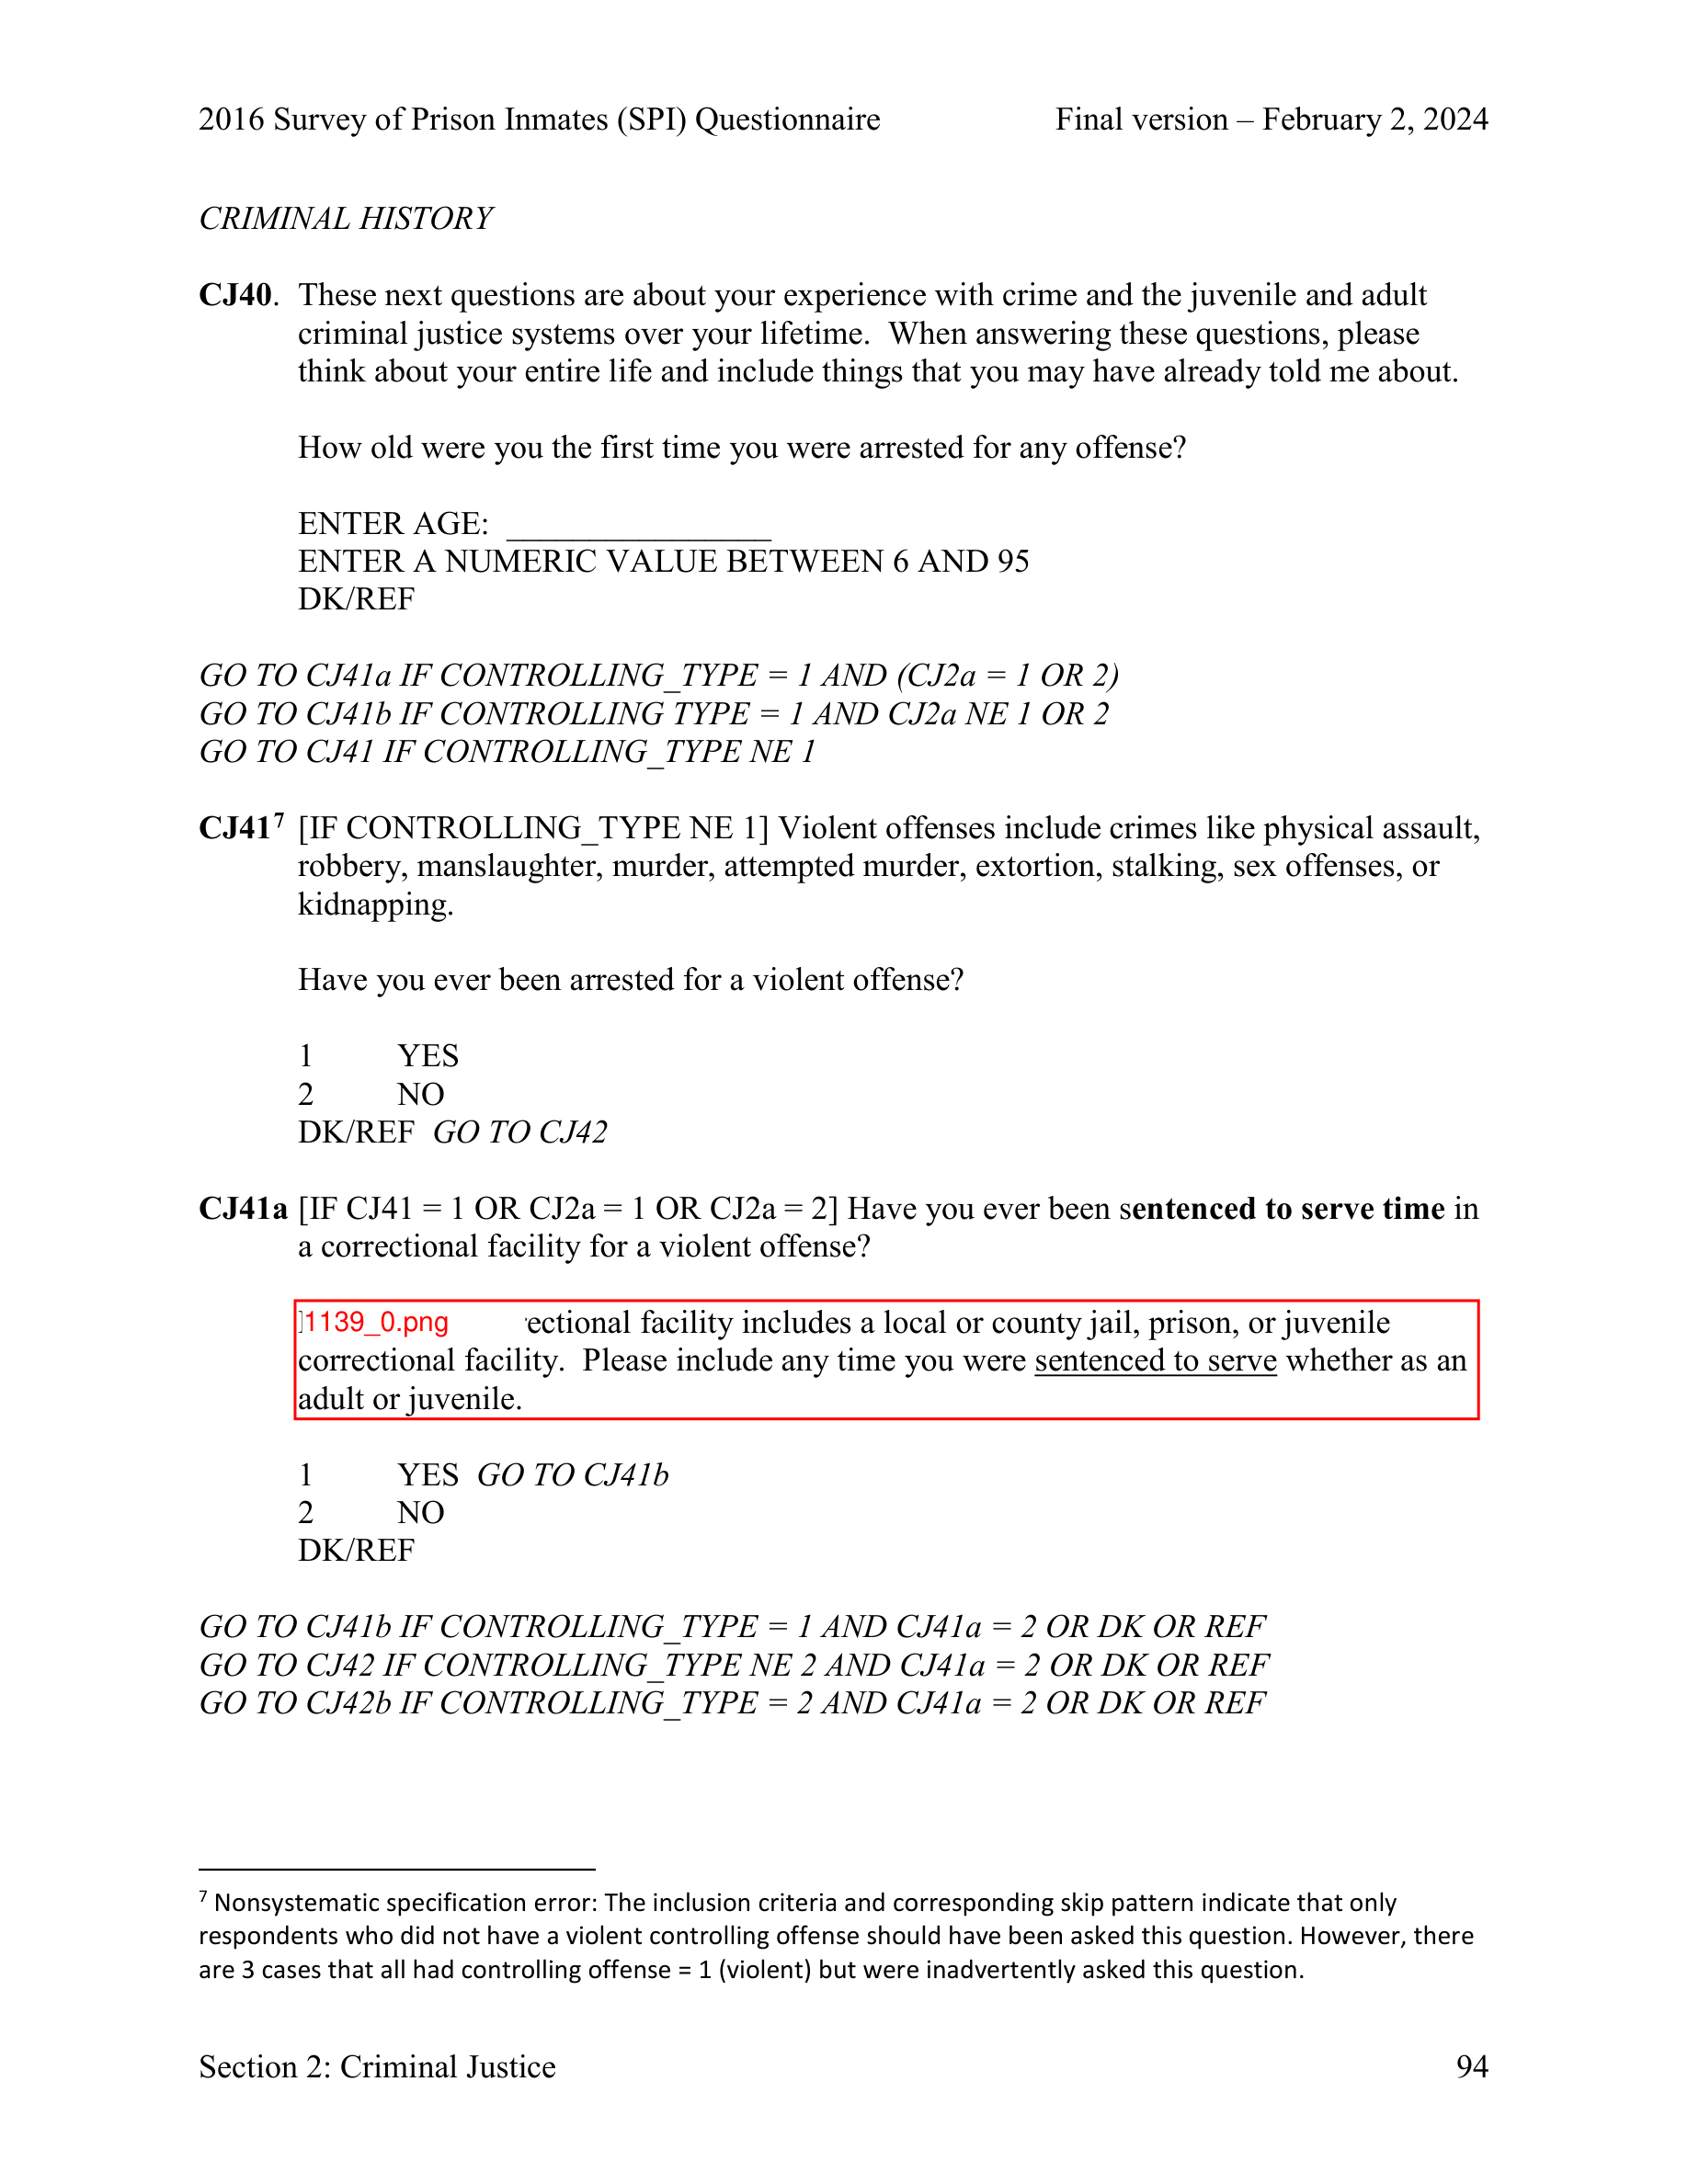 2016 Survey of Prison Inmates (SPI) Questionnaire Final version – February 2, 2024
CRIMINAL HISTORY
CJ40. These next questions are about your experience with crime and the juvenile and adult
criminal justice systems over your lifetime. When answering these questions, please
think about your entire life and include things that you may have already told me about.
How old were you the first time you were arrested for any offense?
ENTER AGE: ________________
ENTER A NUMERIC VALUE BETWEEN 6 AND 95
DK/REF
GO TO CJ41a IF CONTROLLING_TYPE = 1 AND (CJ2a = 1 OR 2)
GO TO CJ41b IF CONTROLLING TYPE = 1 AND CJ2a NE 1 OR 2
GO TO CJ41 IF CONTROLLING_TYPE NE 1
CJ41⁷ [IF CONTROLLING_TYPE NE 1] Violent offenses include crimes like physical assault,
robbery, manslaughter, murder, attempted murder, extortion, stalking, sex offenses, or
kidnapping.
Have you ever been arrested for a violent offense?
1 YES
2 NO
DK/REF GO TO CJ42
CJ41a [IF CJ41 = 1 OR CJ2a = 1 OR CJ2a = 2] Have you ever been sentenced to serve time in
a correctional facility for a violent offense?
1139_0.png ectional facility includes a local or county jail, prison, or juvenile
correctional facility. Please include any time you were sentenced to serve whether as an
adult or juvenile.
1 YES GO TO CJ41b
2 NO
DK/REF
GO TO CJ41b IF CONTROLLING_TYPE = 1 AND CJ41a = 2 OR DK OR REF
GO TO CJ42 IF CONTROLLING_TYPE NE 2 AND CJ41a = 2 OR DK OR REF
GO TO CJ42b IF CONTROLLING_TYPE = 2 AND CJ41a = 2 OR DK OR REF
⁷ Nonsystematic specification error: The inclusion criteria and corresponding skip pattern indicate that only
respondents who did not have a violent controlling offense should have been asked this question. However, there
are 3 cases that all had controlling offense = 1 (violent) but were inadvertently asked this question.
Section 2: Criminal Justice 94